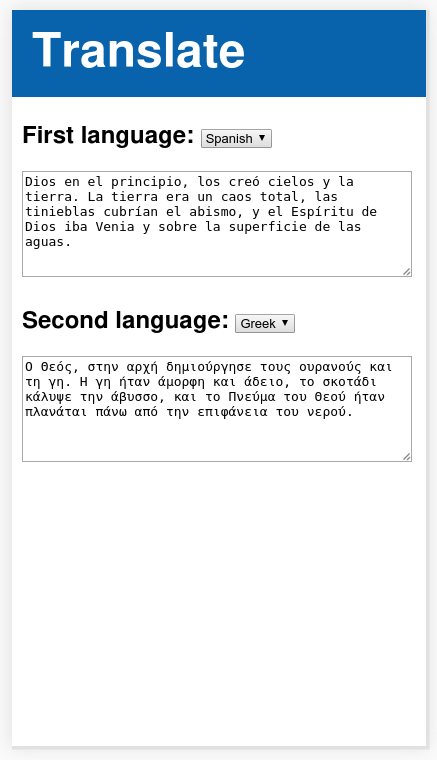 Translate
First language: Spanish ▼
Dios en el principio, los creó cielos y la
tierra. La tierra era un caos total, las
tinieblas cubrían el abismo, y el Espíritu de
Dios iba Venia y sobre la superficie de las
aguas.
Second language: Greek ▼
Ο Θεός, στην αρχή δημιούργησε τους ουρανούς και
τη γη. Η γη ήταν άμορφη και άδειο, το σκοτάδι
κάλυψε την άβυσσο, και το Πνεύμα του Θεού ήταν
πλανάται πάνω από την επιφάνεια του νερού.